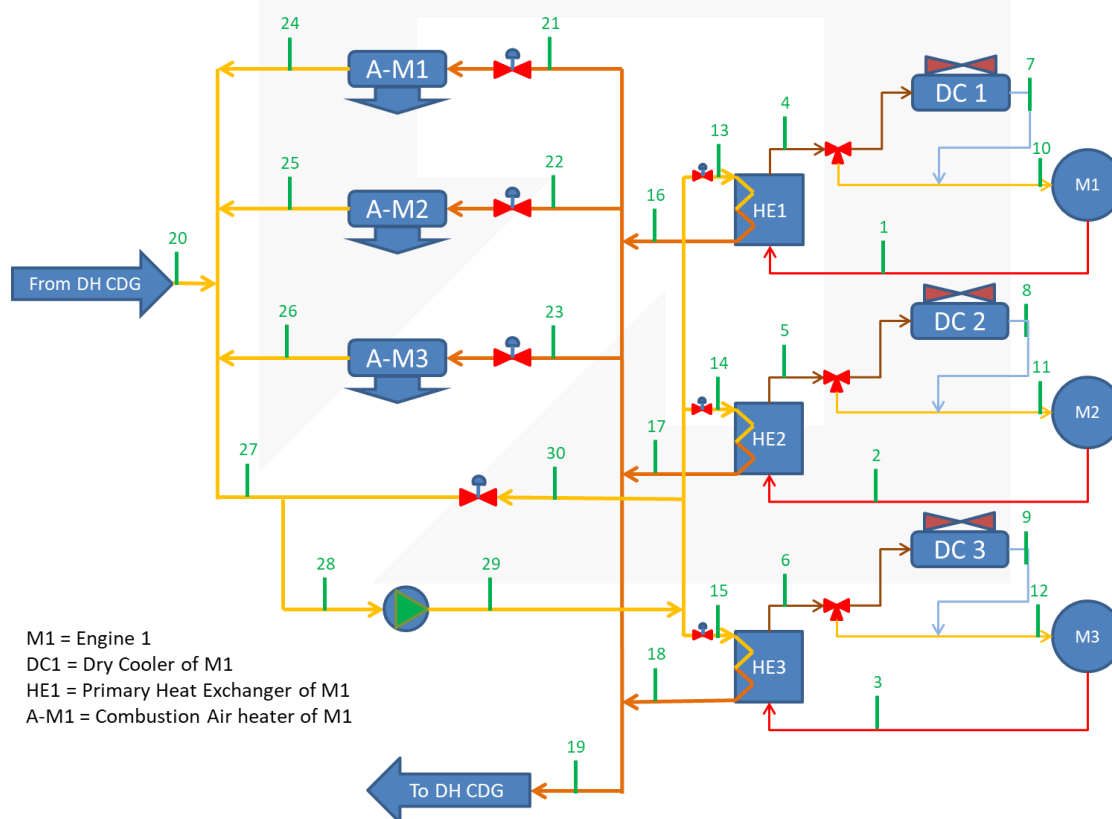 24
21
A-M1
DC 1
7
4
13
10
M1
HE1
16
1
25
22
A-M2
20
From DH CDG
26
23
A-M3
DC 2
8
5
14
11
M2
HE2
17
2
27
30
DC 3
9
6
15
12
M3
HE3
18
3
28
29
M1 = Engine 1
DC1 = Dry Cooler of M1
HE1 = Primary Heat Exchanger of M1
A-M1 = Combustion Air heater of M1
19
To DH CDG